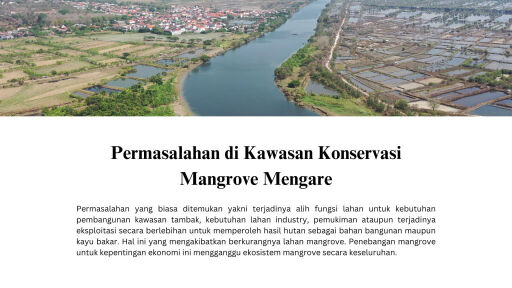 Permasalahan di Kawasan Konservasi
Mangrove Mengare
Permasalahan yang biasa ditemukan yakni terjadinya alih fungsi lahan untuk kebutuhan
pembangunan kawasan tambak, kebutuhan lahan industry, pemukiman ataupun terjadinya
eksploitasi secara berlebihan untuk memperoleh hasil hutan sebagai bahan bangunan maupun
kayu bakar. Hal ini yang mengakibatkan berkurangnya lahan mangrove. Penebangan mangrove
untuk kepentingan ekonomi ini mengganggu ekosistem mangrove secara keseluruhan.